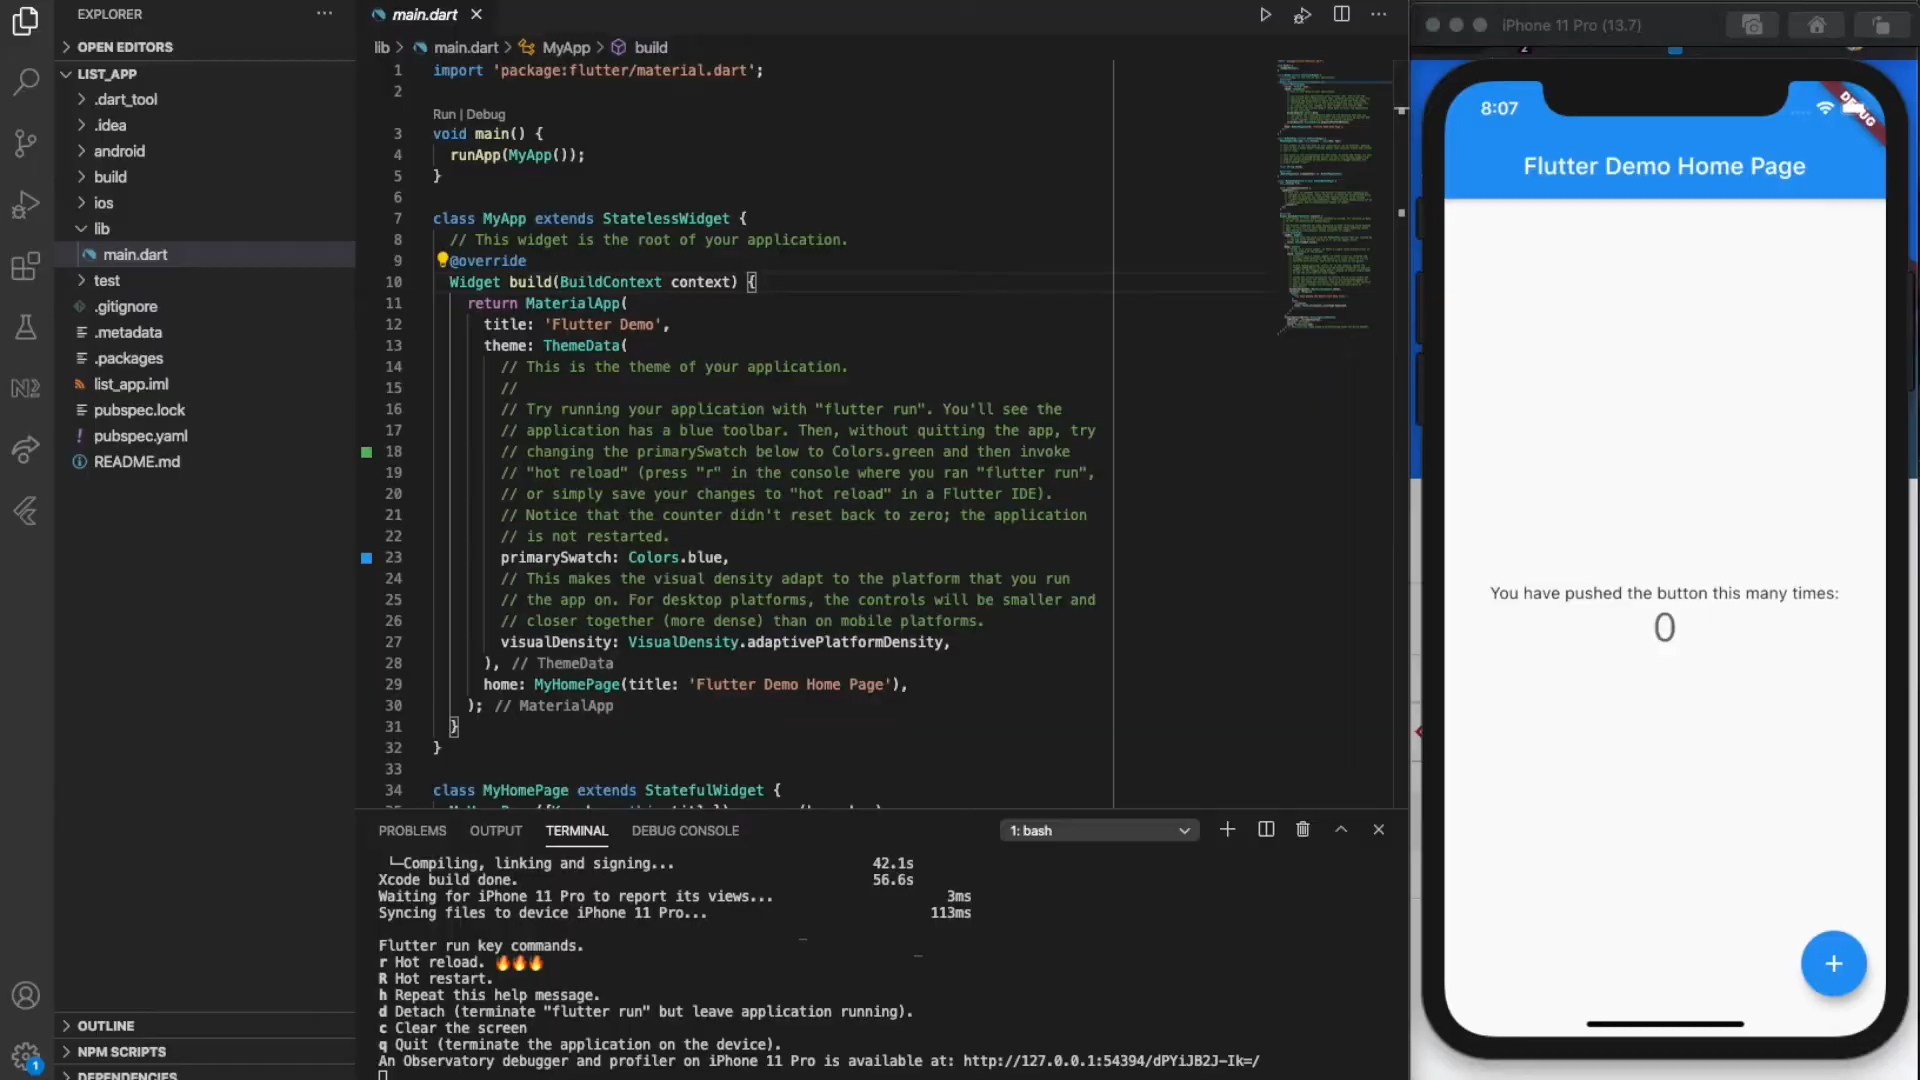 EXPLORER
OPEN EDITORS
LIST_APP
.dart_tool
.idea
android
build
ios
lib
main.dart
test
.gitignore
.metadata
.packages
list_app.iml
pubspec.lock
pubspec.yaml
README.md
OUTLINE
NPM SCRIPTS
DEPENDENCIES
1
main.dart
lib > main.dart > MyApp > build
1 import 'package:flutter/material.dart';
2
Run | Debug
3 void main() {
4 runApp(MyApp());
5 }
6
7 class MyApp extends StatelessWidget {
8 // This widget is the root of your application.
9 @override
10 Widget build(BuildContext context) {
11 return MaterialApp(
12 title: 'Flutter Demo',
13 theme: ThemeData(
14 // This is the theme of your application.
15 //
16 // Try running your application with "flutter run". You'll see the
17 // application has a blue toolbar. Then, without quitting the app, try
18 // changing the primarySwatch below to Colors.green and then invoke
19 // "hot reload" (press "r" in the console where you ran "flutter run",
20 // or simply save your changes to "hot reload" in a Flutter IDE).
21 // Notice that the counter didn't reset back to zero; the application
22 // is not restarted.
23 primarySwatch: Colors.blue,
24 // This makes the visual density adapt to the platform that you run
25 // the app on. For desktop platforms, the controls will be smaller and
26 // closer together (more dense) than on mobile platforms.
27 visualDensity: VisualDensity.adaptivePlatformDensity,
28 ), // ThemeData
29 home: MyHomePage(title: 'Flutter Demo Home Page'),
30 ); // MaterialApp
31 }
32 }
33
34 class MyHomePage extends StatefulWidget {
PROBLEMS OUTPUT TERMINAL DEBUG CONSOLE 1: bash
└─Compiling, linking and signing... 42.1s
Xcode build done. 56.6s
Waiting for iPhone 11 Pro to report its views... 3ms
Syncing files to device iPhone 11 Pro... 113ms
Flutter run key commands.
r Hot reload. 🔥🔥🔥
R Hot restart.
h Repeat this help message.
d Detach (terminate "flutter run" but leave application running).
c Clear the screen
q Quit (terminate the application on the device).
An Observatory debugger and profiler on iPhone 11 Pro is available at: http://127.0.0.1:54394/dPYiJB2J-Ik=/
iPhone 11 Pro (13.7)
8:07
DEBUG
Flutter Demo Home Page
You have pushed the button this many times:
0
+